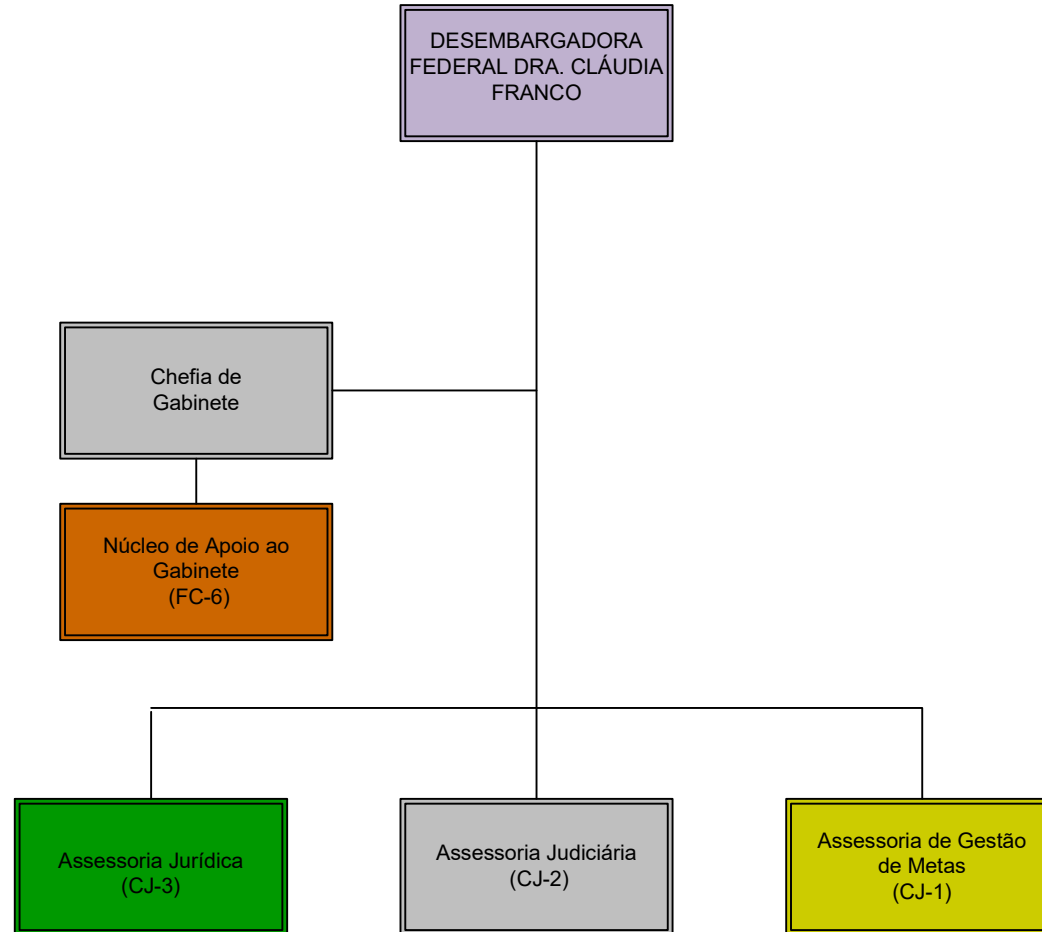 DESEMBARGADORA
FEDERAL DRA. CLÁUDIA
FRANCO
Chefia de
Gabinete
Núcleo de Apoio ao
Gabinete
(FC-6)
Assessoria Jurídica
(CJ-3)
Assessoria Judiciária
(CJ-2)
Assessoria de Gestão
de Metas
(CJ-1)